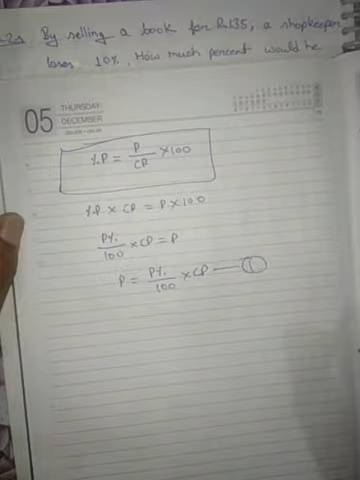 By selling a book for Rs135, a shopkeeper
loses 10%. How much percent would he
05 THURSDAY
DECEMBER
%P = P/CP × 100
%P × CP = P × 100
P%/100 × CP = P
P = P%/100 × CP — ①